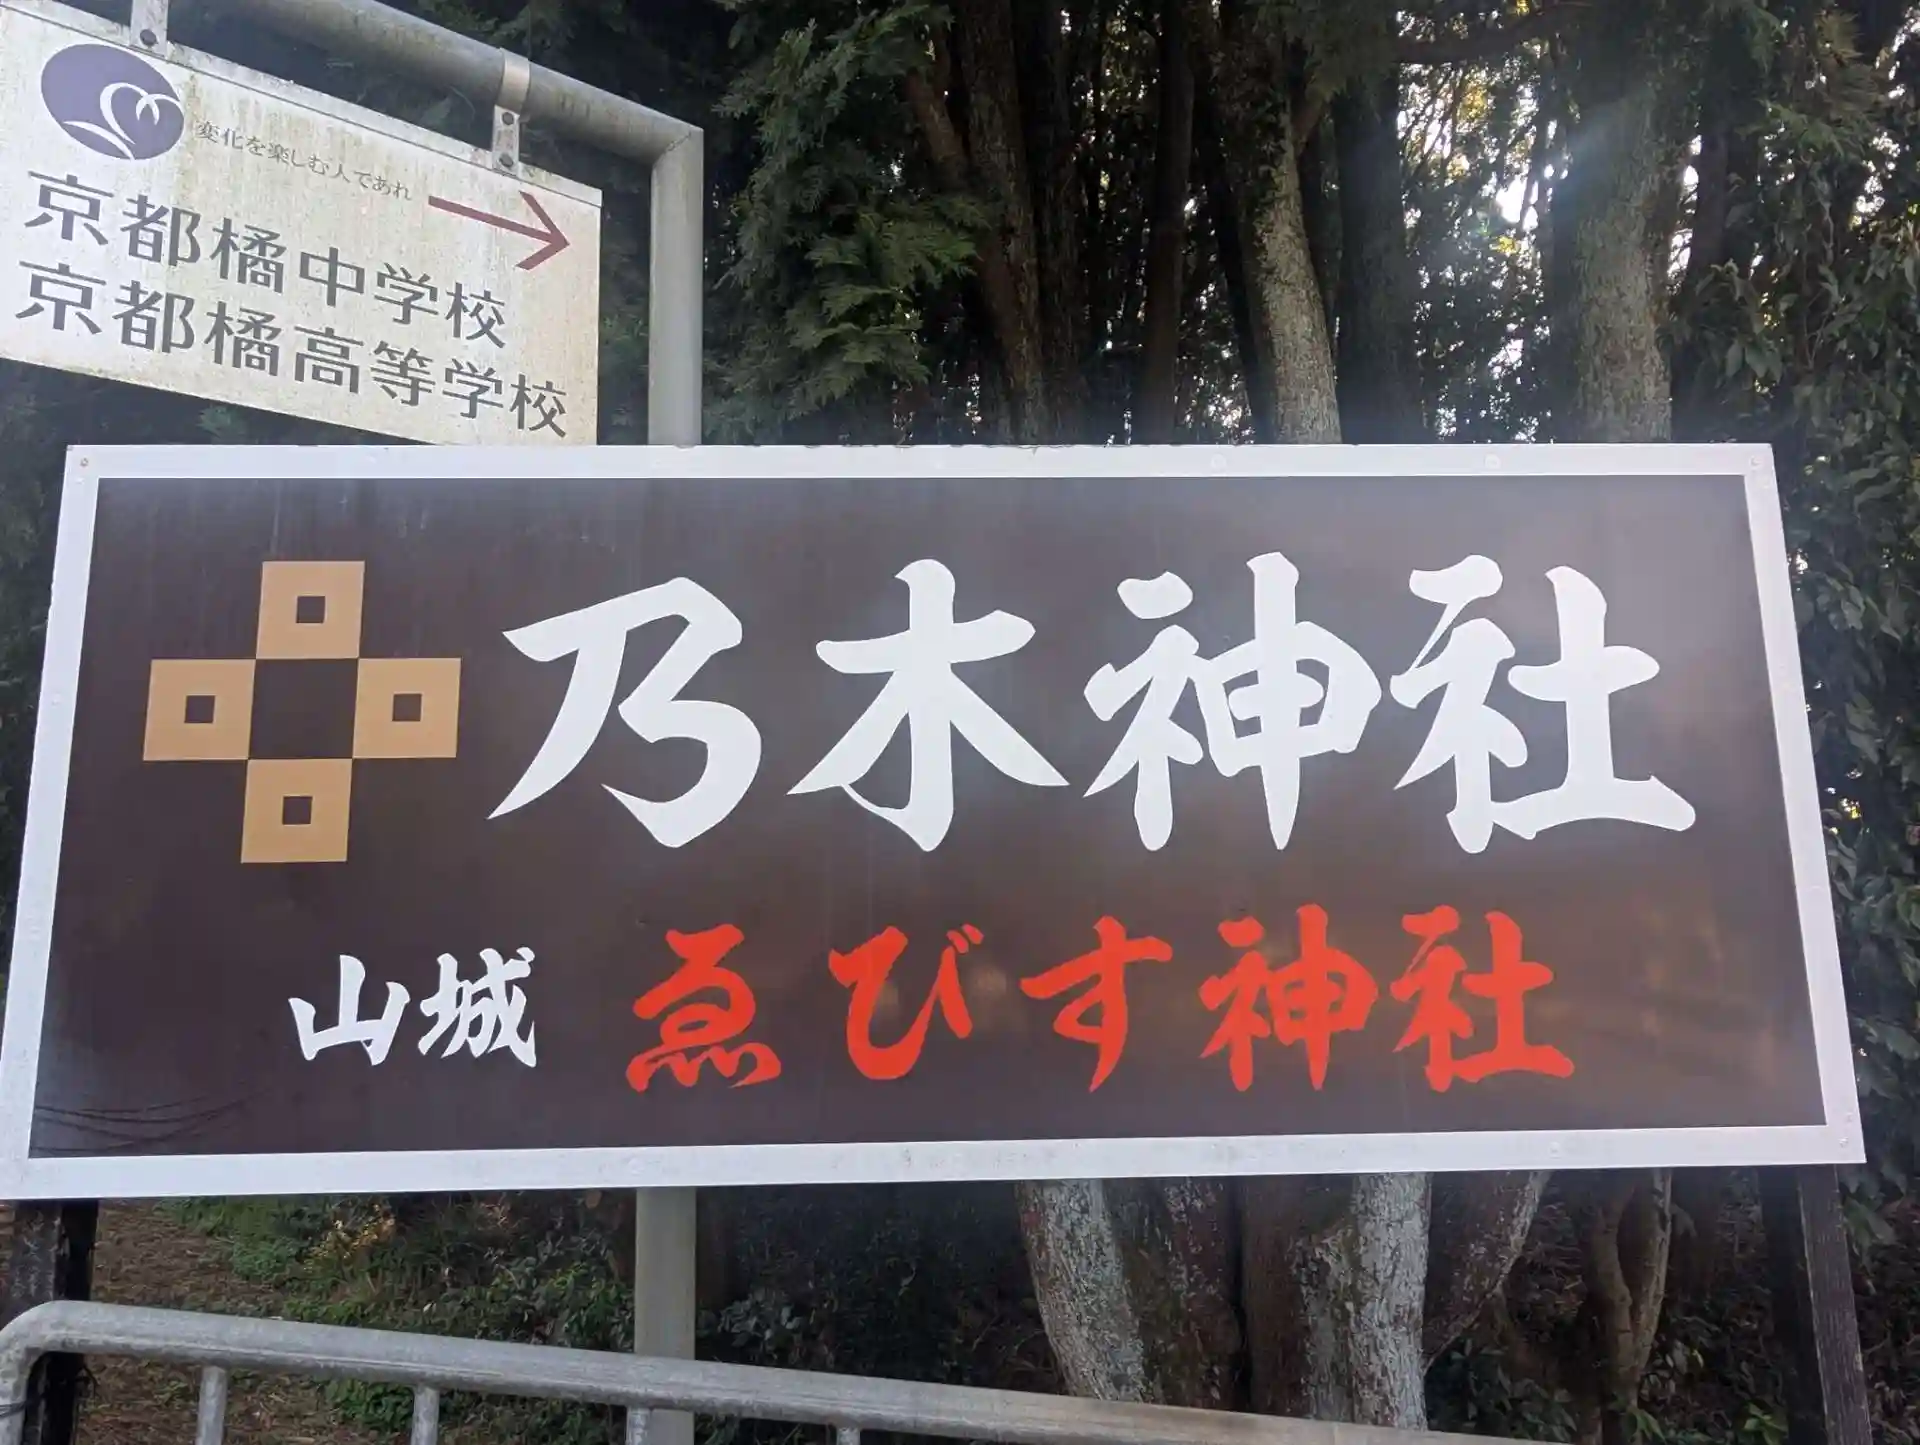 変化を楽しむ人であれ
京都橘中学校
京都橘高等学校
乃木神社
山城 ゑびす神社